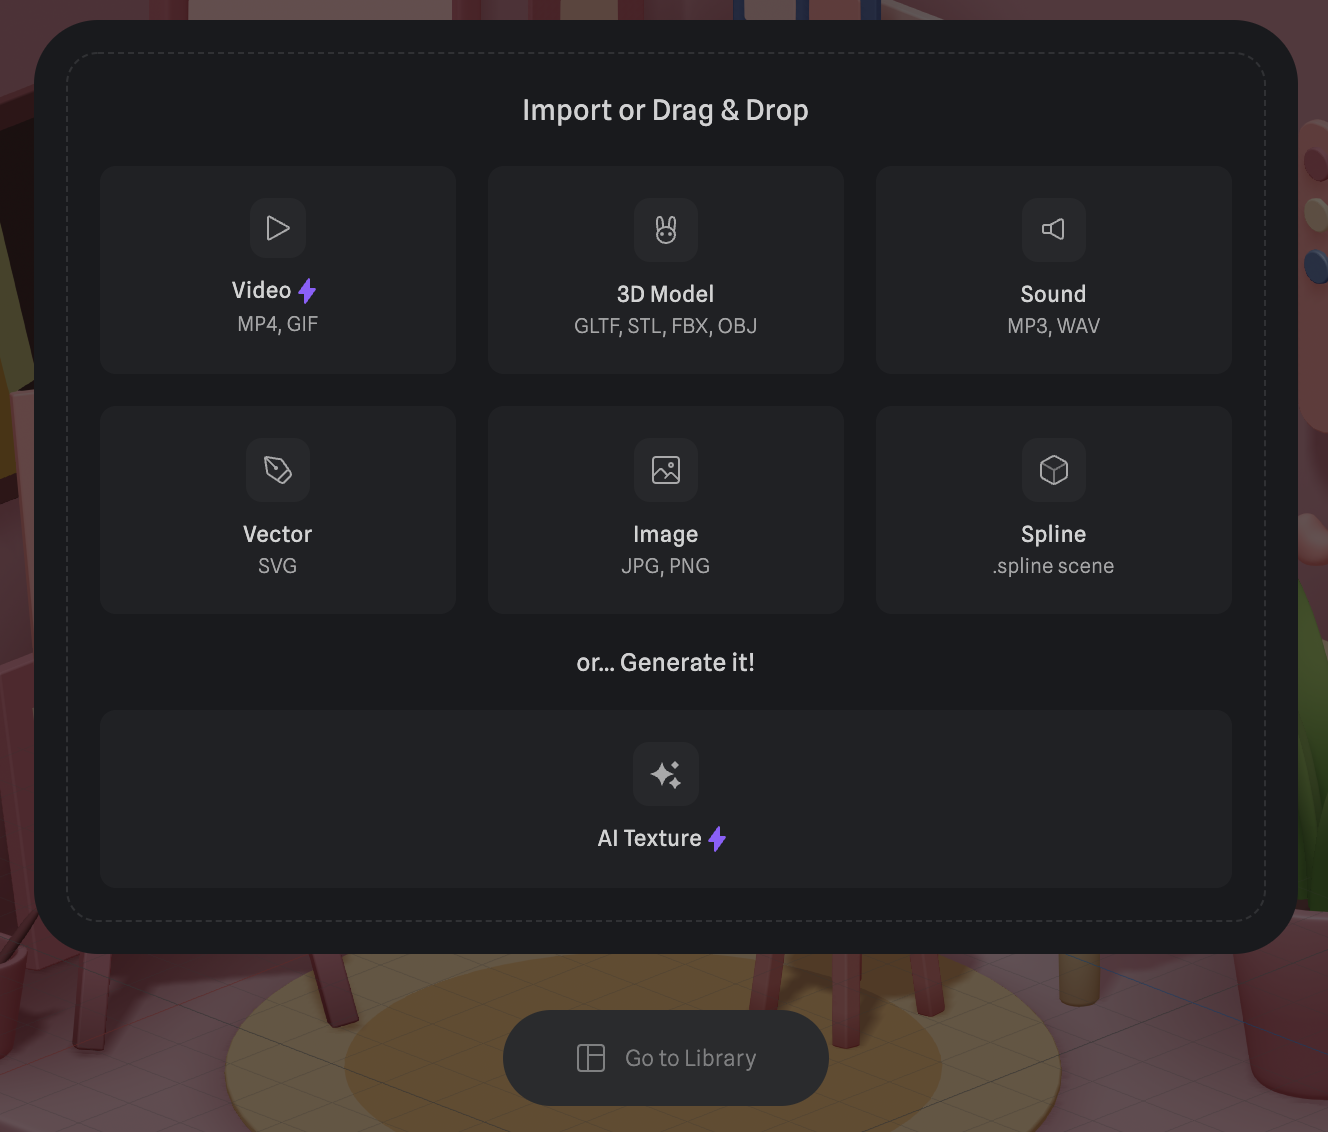 Import or Drag & Drop
Video
MP4, GIF
3D Model
GLTF, STL, FBX, OBJ
Sound
MP3, WAV
Vector
SVG
Image
JPG, PNG
Spline
.spline scene
or... Generate it!
AI Texture
Go to Library